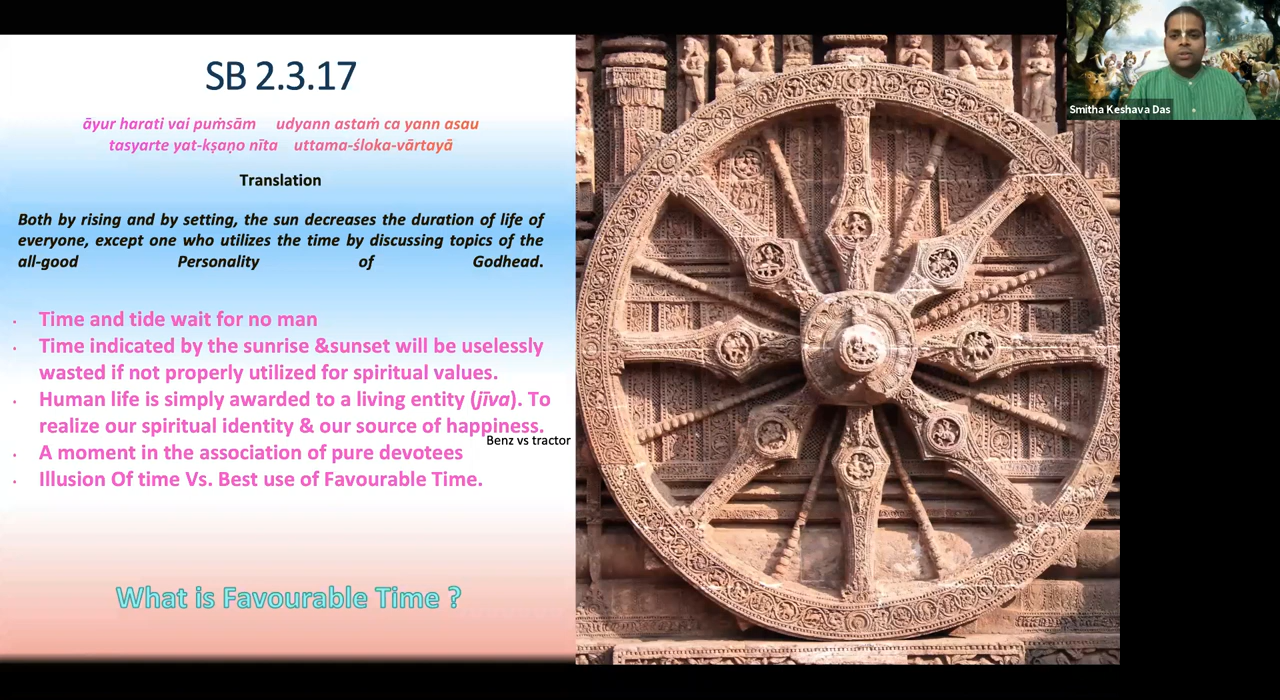 SB 2.3.17
āyur harati vai puṁsām udyann astaṁ ca yann asau
tasyarte yat-kṣaṇo nīta uttama-śloka-vārtayā
Translation
Both by rising and by setting, the sun decreases the duration of life of
everyone, except one who utilizes the time by discussing topics of the
all-good Personality of Godhead.
• Time and tide wait for no man
• Time indicated by the sunrise &sunset will be uselessly
wasted if not properly utilized for spiritual values.
• Human life is simply awarded to a living entity (jīva). To
realize our spiritual identity & our source of happiness.
Benz vs tractor
• A moment in the association of pure devotees
• Illusion Of time Vs. Best use of Favourable Time.
What is Favourable Time ?
Smitha Keshava Das